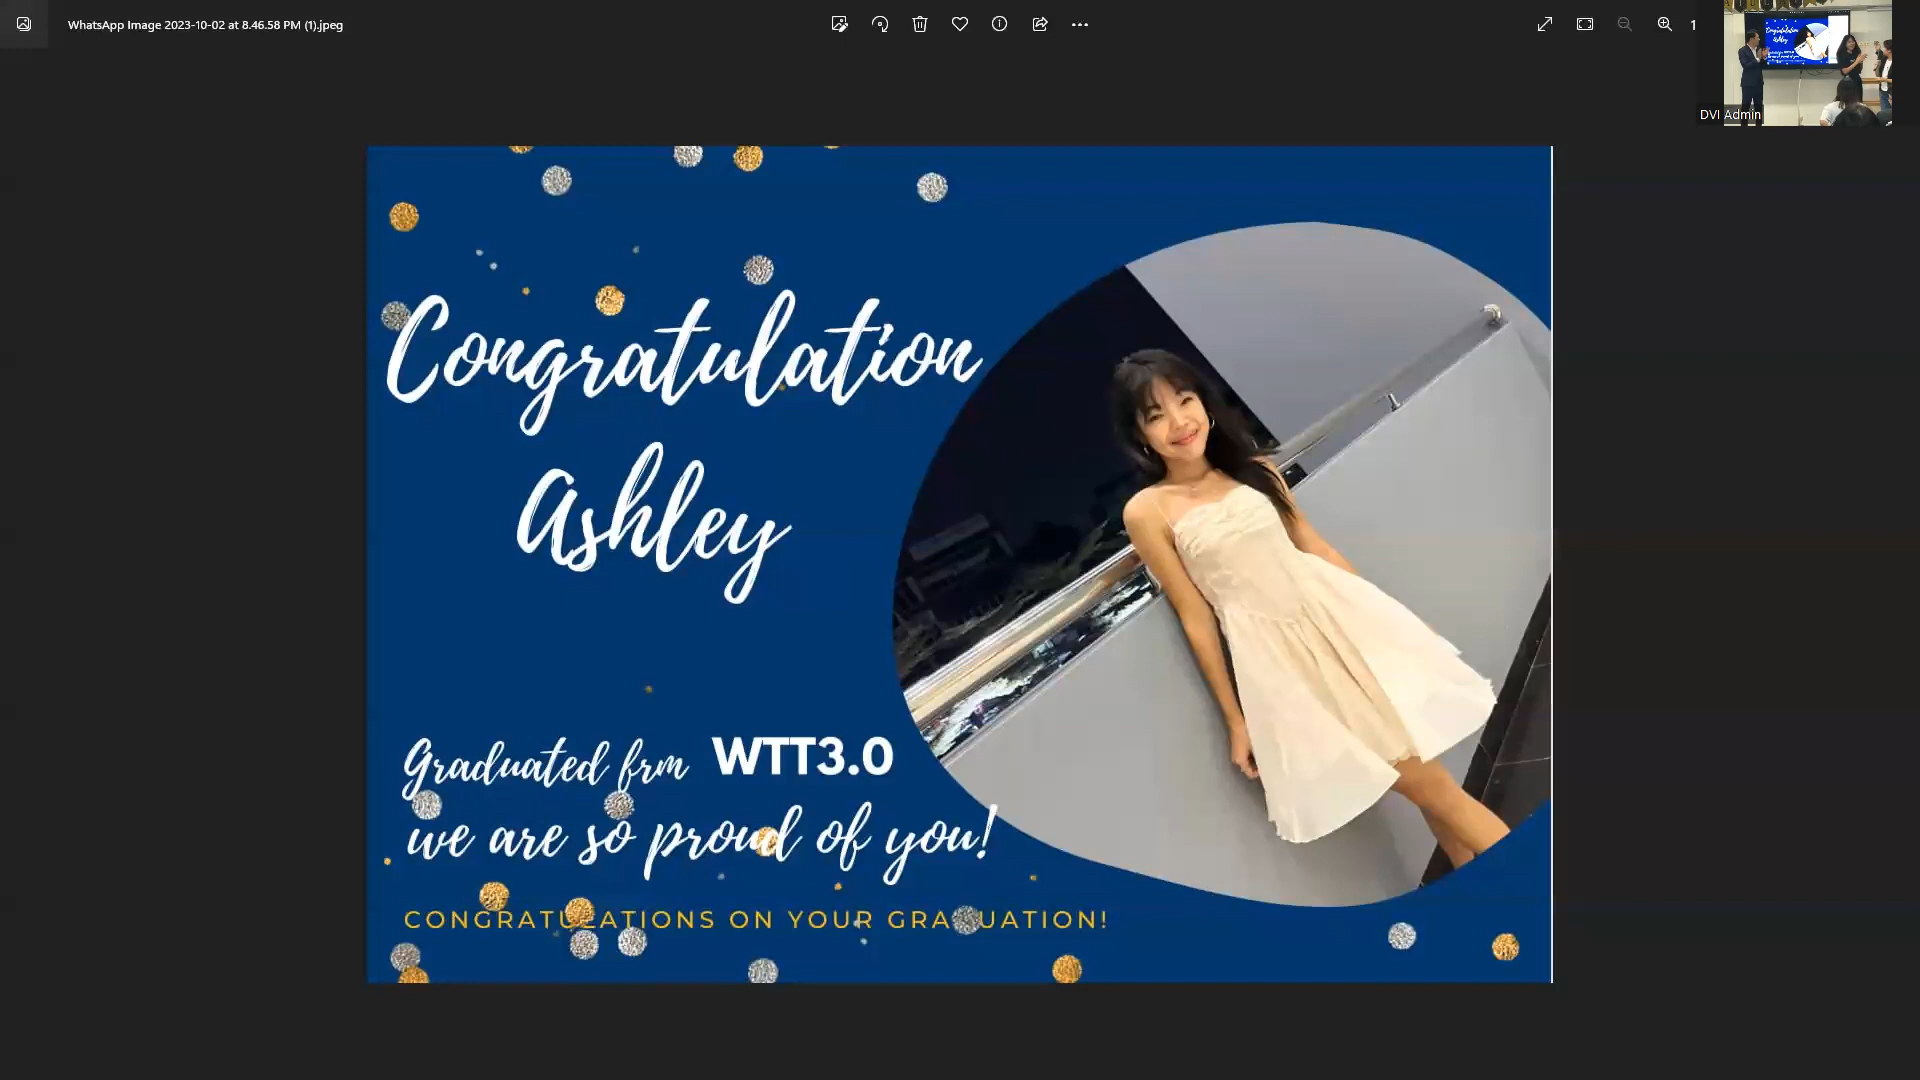 WhatsApp Image 2023-10-02 at 8.46.58 PM (1).jpeg
1
DVI Admin
Congratulation
Ashley
Graduated frm WTT3.0
we are so proud of you!
CONGRATULATIONS ON YOUR GRADUATION!